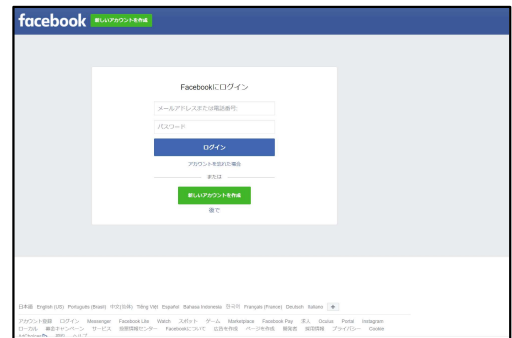 facebook 新しいアカウントを作成
Facebookにログイン
メールアドレスまたは電話番号
パスワード
ログイン
アカウントを忘れた場合
または
新しいアカウントを作成
後で
日本語 English (US) Português (Brasil) 中文(简体) Tiếng Việt Español Bahasa Indonesia 한국어 Français (France) Deutsch Italiano +
アカウント登録 ログイン Messenger Facebook Lite Watch スポット ゲーム Marketplace Facebook Pay 求人 Oculus Portal Instagram
ローカル 募金キャンペーン サービス 投票情報センター Facebookについて 広告を作成 ページを作成 開発者 採用情報 プライバシー Cookie
AdChoices 規約 ヘルプ